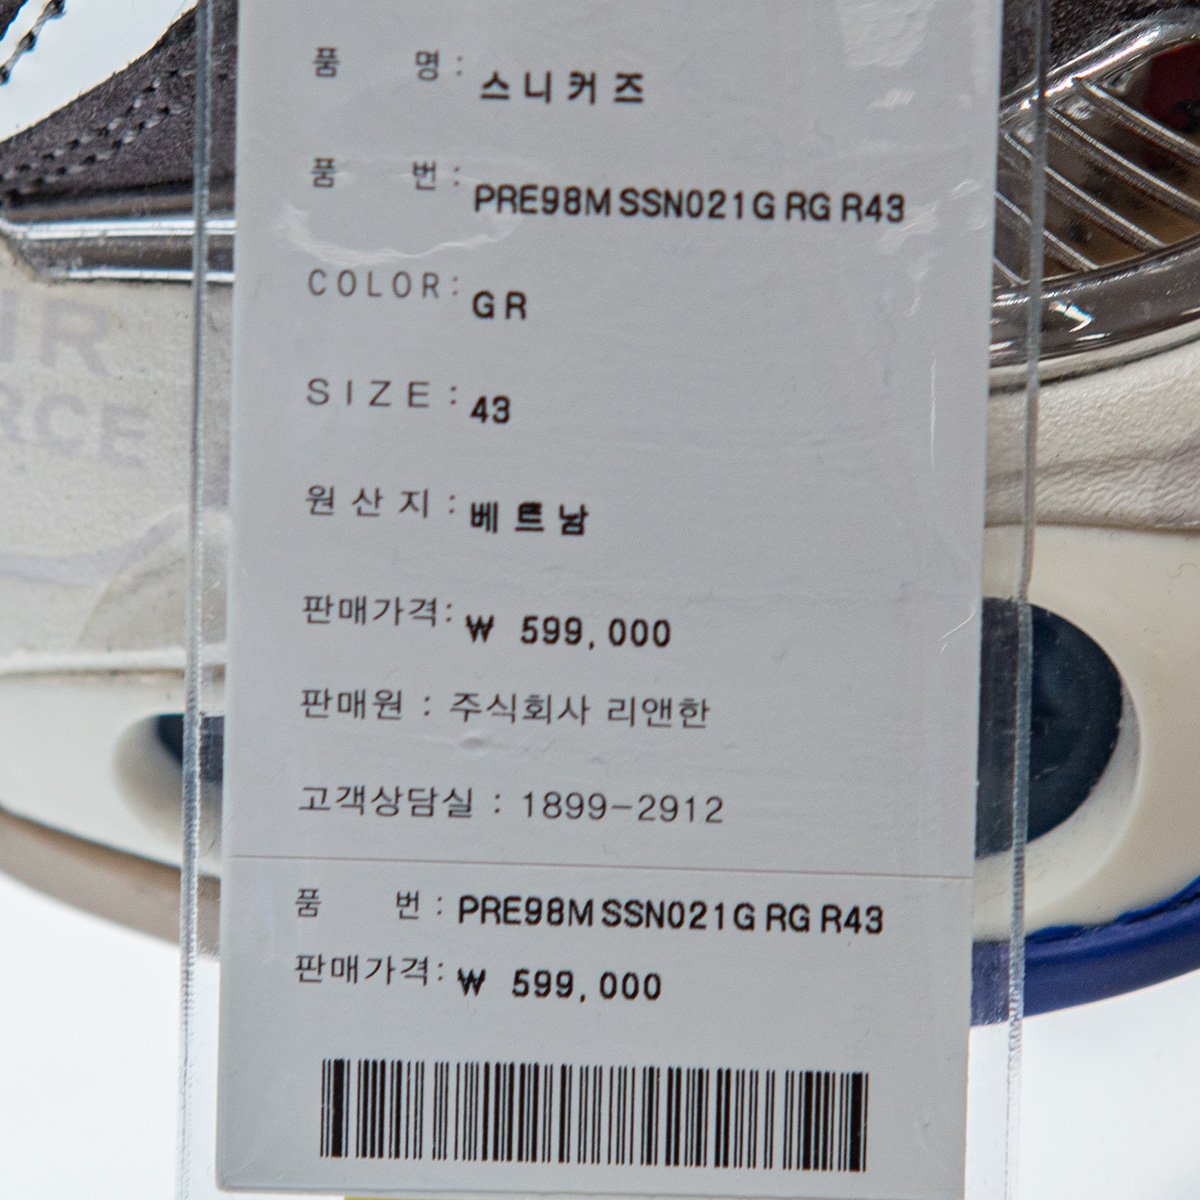 품 명 : 스니커즈
품 번 : PRE98M SSN021G RG R43
COLOR : GR
SIZE : 43
원산지 : 베트남
판매가격 : ₩ 599,000
판매원 : 주식회사 리앤한
고객상담실 : 1899-2912
품 번 : PRE98M SSN021G RG R43
판매가격 : ₩ 599,000